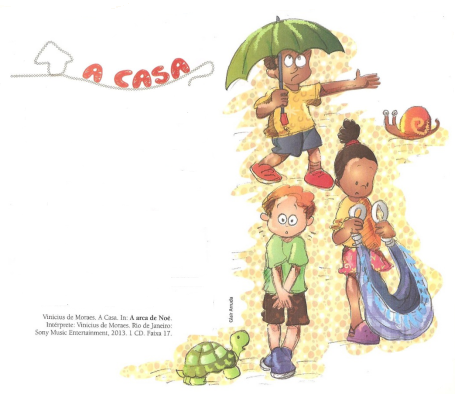 A CASA
Vinicius de Moraes. A Casa. In: A arca de Noé.
Intérprete: Vinicius de Moraes. Rio de Janeiro:
Sony Music Entertainment, 2013. 1 CD. Faixa 17.